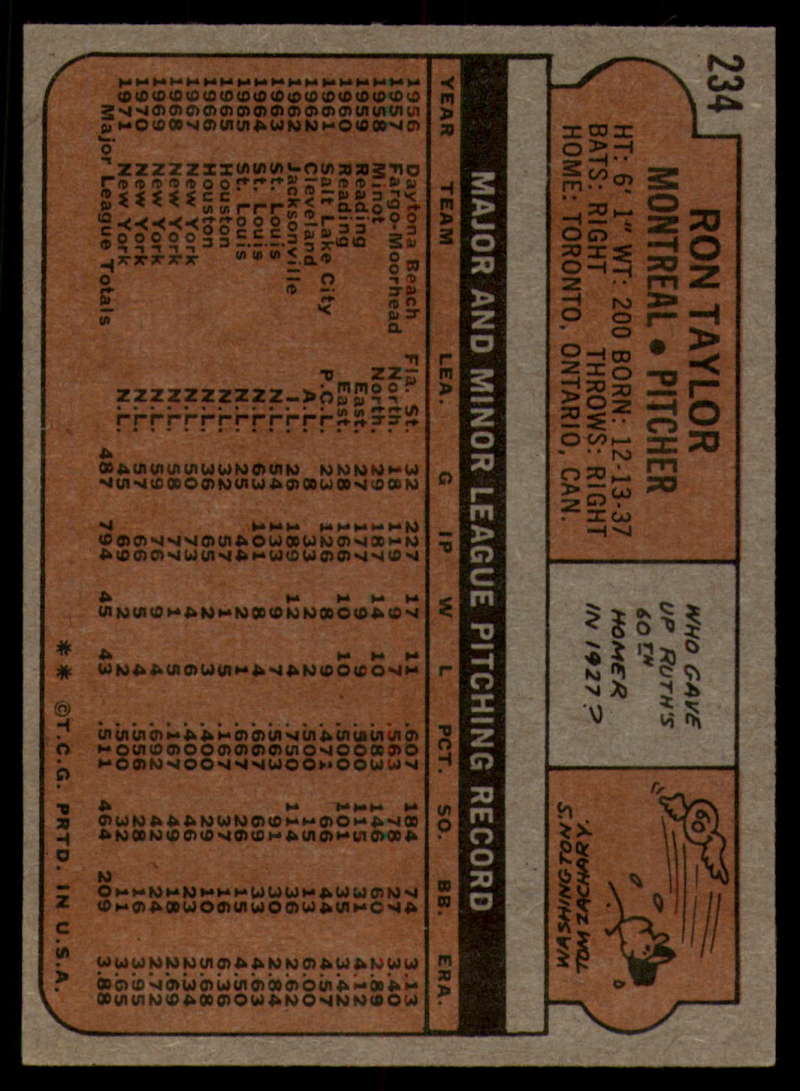 234
RON TAYLOR
MONTREAL • PITCHER
HT: 6' 1" WT: 200 BORN: 12-13-37
BATS: RIGHT THROWS: RIGHT
HOME: TORONTO, ONTARIO, CAN.
WHO GAVE
UP RUTH'S
60TH
HOMER
IN 1927?
60
WASHINGTON'S
TOM ZACHARY.
MAJOR AND MINOR LEAGUE PITCHING RECORD
YEAR TEAM LEA. G IP W L PCT. SO. BB. ERA.
1956 Daytona Beach Fla. St. 32 227 17 11 .607 184 74 3.13
1957 Fargo-Moorhead North. 18 119 9 7 .563 78 27 3.40
1958 Minot North. 29 187 14 10 .583 146 60 2.89
1959 Reading East. 27 116 9 9 .500 115 31 4.12
1960 Reading East. 28 167 10 10 .500 101 35 3.42
1961 Salt Lake City P.C.L. 23 126 8 9 .471 66 44 4.57
1962 Cleveland A.L. 8 33 2 2 .500 15 13 6.00
1962 Jacksonville I.L. 26 189 12 4 .750 114 36 2.62
1963 St. Louis N.L. 54 133 9 7 .563 91 30 2.84
1964 St. Louis N.L. 63 101 8 4 .667 69 33 4.63
1965 St. Louis N.L. 25 44 2 1 .667 26 15 4.54
1965 Houston N.L. 32 57 1 5 .167 37 16 6.36
1966 Houston N.L. 36 65 2 3 .400 29 10 5.68
1967 New York N.L. 50 73 4 6 .400 46 23 2.34
1968 New York N.L. 58 77 1 5 .167 49 18 2.69
1969 New York N.L. 59 76 9 4 .692 42 24 2.72
1970 New York N.L. 57 66 5 4 .556 28 16 3.95
1971 New York N.L. 45 69 2 2 .500 32 11 3.65
Major League Totals 487 794 45 43 .511 464 209 3.88
** ©T.C.G. PRTD. IN U.S.A.